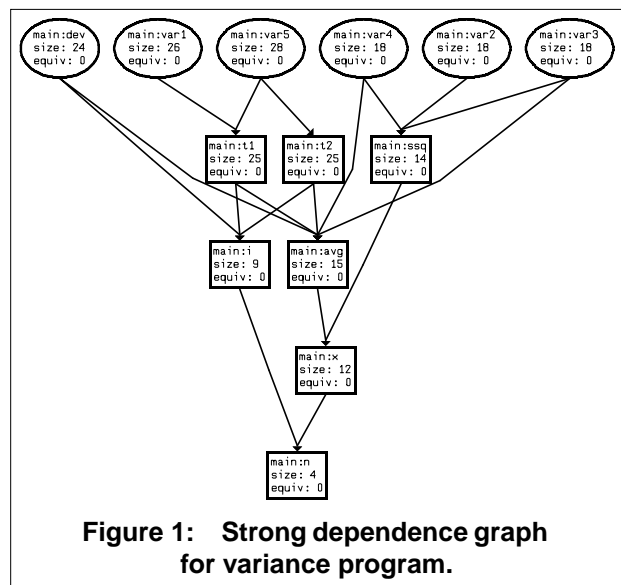 main:dev
size: 24
equiv: 0
main:var1
size: 26
equiv: 0
main:var5
size: 28
equiv: 0
main:var4
size: 18
equiv: 0
main:var2
size: 18
equiv: 0
main:var3
size: 18
equiv: 0
main:t1
size: 25
equiv: 0
main:t2
size: 25
equiv: 0
main:ssq
size: 14
equiv: 0
main:i
size: 9
equiv: 0
main:avg
size: 15
equiv: 0
main:x
size: 12
equiv: 0
main:n
size: 4
equiv: 0
Figure 1: Strong dependence graph
for variance program.